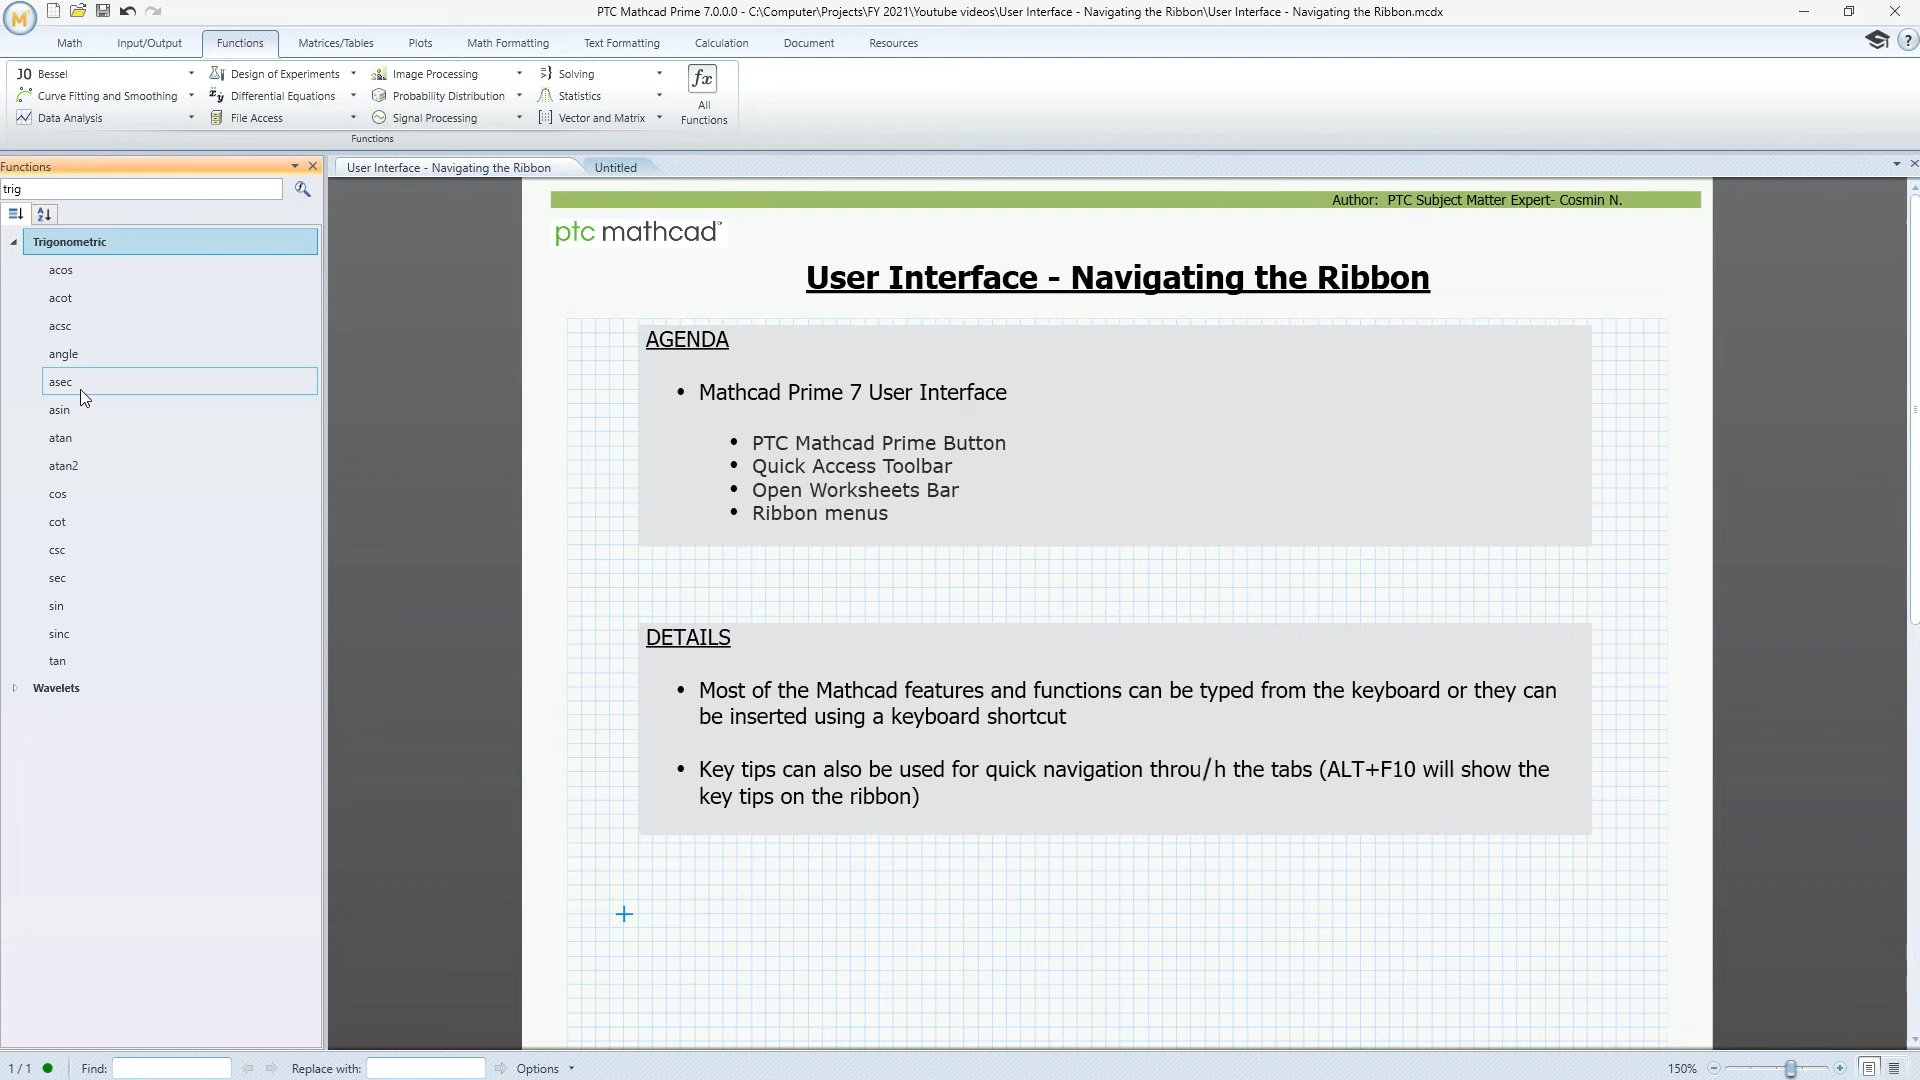 PTC Mathcad Prime 7.0.0.0 - C:\Computer\Projects\FY 2021\Youtube videos\User Interface - Navigating the Ribbon\User Interface - Navigating the Ribbon.mcdx
Math Input/Output Functions Matrices/Tables Plots Math Formatting Text Formatting Calculation Document Resources
Bessel Design of Experiments Image Processing Solving
Curve Fitting and Smoothing Differential Equations Probability Distribution Statistics
Data Analysis File Access Signal Processing Vector and Matrix
All
Functions
Functions
Functions
trig
Trigonometric
acos
acot
acsc
angle
asec
asin
atan
atan2
cos
cot
csc
sec
sin
sinc
tan
Wavelets
User Interface - Navigating the Ribbon Untitled
Author: PTC Subject Matter Expert- Cosmin N.
ptc mathcad™
User Interface - Navigating the Ribbon
AGENDA
• Mathcad Prime 7 User Interface
• PTC Mathcad Prime Button
• Quick Access Toolbar
• Open Worksheets Bar
• Ribbon menus
DETAILS
• Most of the Mathcad features and functions can be typed from the keyboard or they can
be inserted using a keyboard shortcut
• Key tips can also be used for quick navigation throu/h the tabs (ALT+F10 will show the
key tips on the ribbon)
1 / 1 Find: Replace with: Options 150%